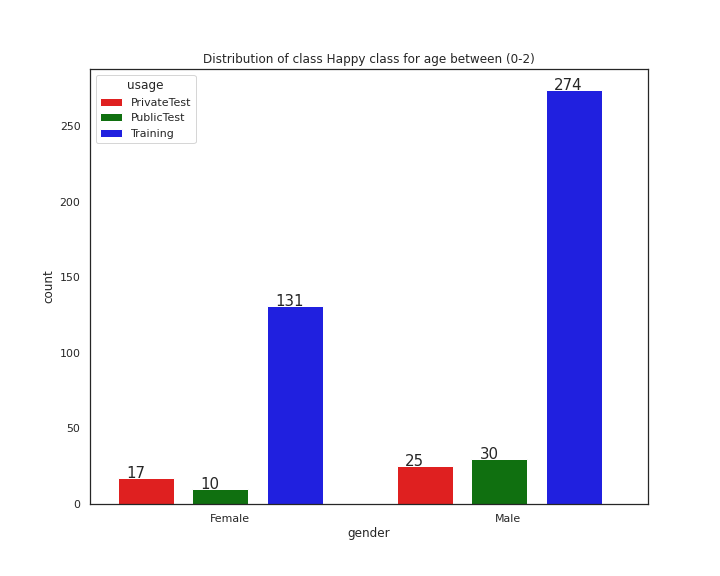 Distribution of class Happy class for age between (0-2)
usage
PrivateTest
PublicTest
Training
274
250
200
150
131
100
50
30
25
17
10
0
count
Female
Male
gender